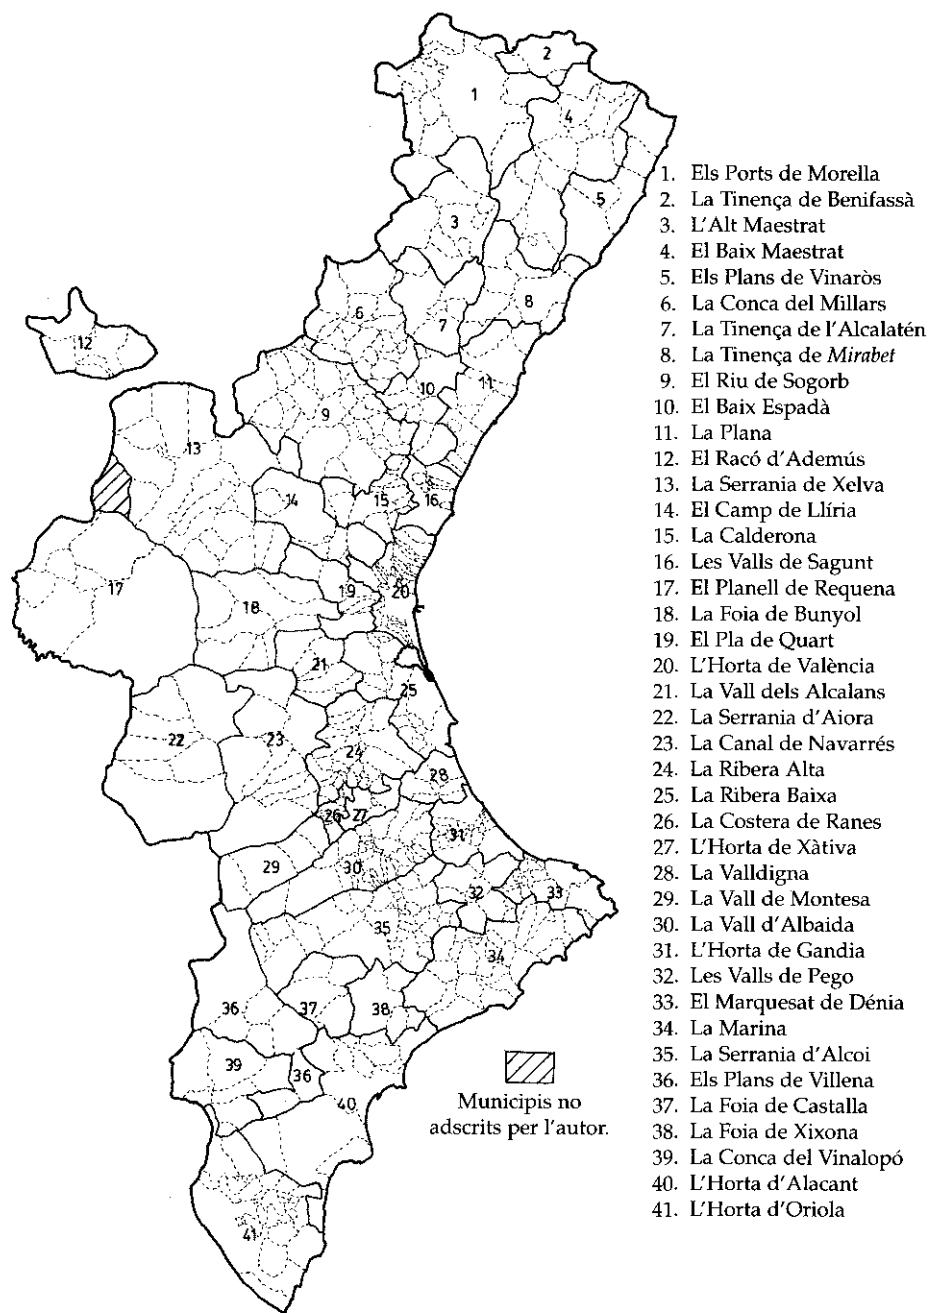 1
2
3
4
5
6
7
8
9
10
11
12
13
14
15
16
17
18
19
20
21
22
23
24
25
26
27
28
29
30
31
32
33
34
35
36
37
38
39
36
40
41
Municipis no
adscrits per l'autor.
1. Els Ports de Morella
2. La Tinença de Benifassà
3. L'Alt Maestrat
4. El Baix Maestrat
5. Els Plans de Vinaròs
6. La Conca del Millars
7. La Tinença de l'Alcalatén
8. La Tinença de Mirabet
9. El Riu de Sogorb
10. El Baix Espadà
11. La Plana
12. El Racó d'Ademús
13. La Serrania de Xelva
14. El Camp de Llíria
15. La Calderona
16. Les Valls de Sagunt
17. El Planell de Requena
18. La Foia de Bunyol
19. El Pla de Quart
20. L'Horta de València
21. La Vall dels Alcalans
22. La Serrania d'Aiora
23. La Canal de Navarrés
24. La Ribera Alta
25. La Ribera Baixa
26. La Costera de Ranes
27. L'Horta de Xàtiva
28. La Valldigna
29. La Vall de Montesa
30. La Vall d'Albaida
31. L'Horta de Gandia
32. Les Valls de Pego
33. El Marquesat de Dénia
34. La Marina
35. La Serrania d'Alcoi
36. Els Plans de Villena
37. La Foia de Castalla
38. La Foia de Xixona
39. La Conca del Vinalopó
40. L'Horta d'Alacant
41. L'Horta d'Oriola